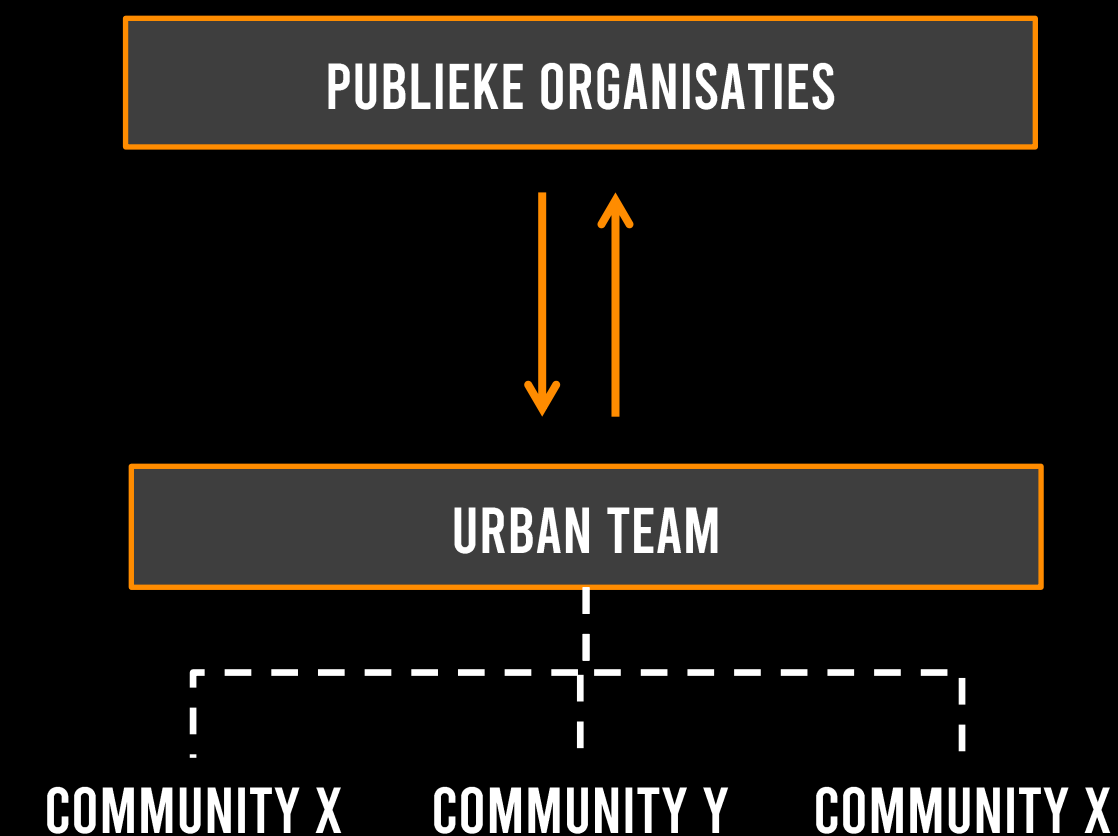 PUBLIEKE ORGANISATIES
URBAN TEAM
COMMUNITY X COMMUNITY Y COMMUNITY X